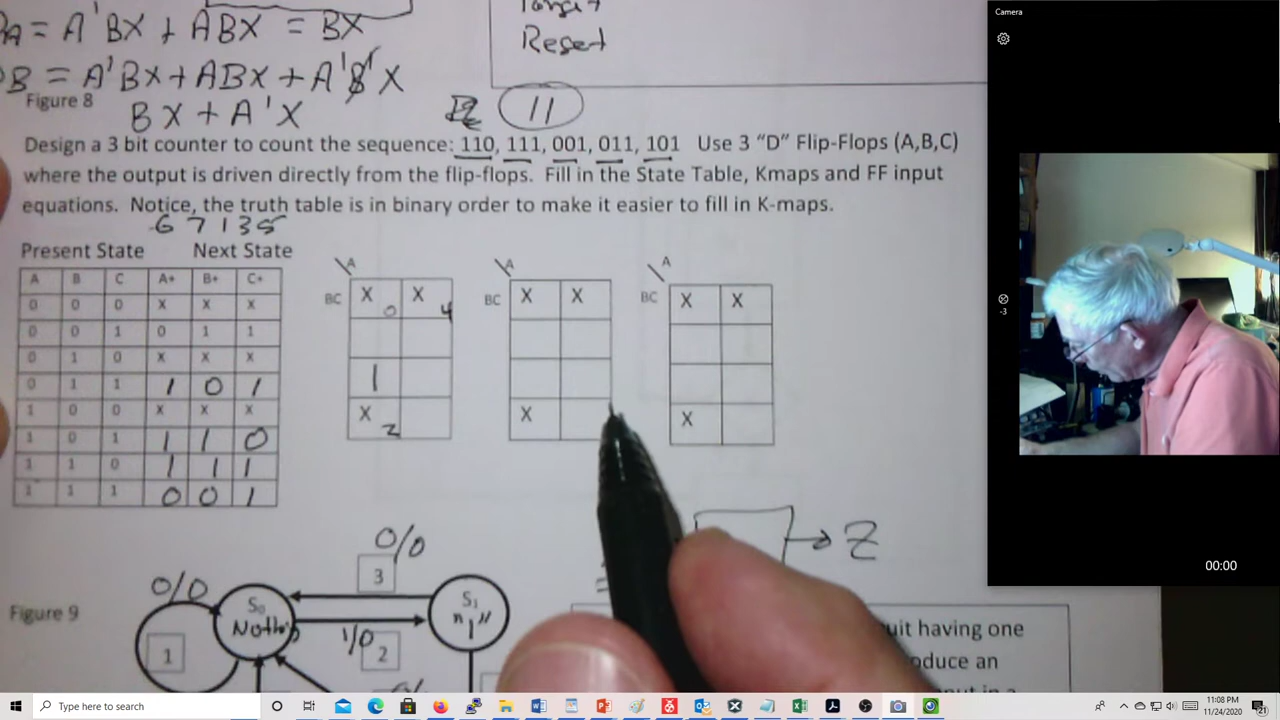 A = A'BX + ABX = BX
Reset
B = A'BX + ABX + A'B'X
Figure 8
BX + A'X
11
Design a 3 bit counter to count the sequence: 110, 111, 001, 011, 101 Use 3 “D” Flip-Flops (A,B,C)
where the output is driven directly from the flip-flops. Fill in the State Table, Kmaps and FF input
equations. Notice, the truth table is in binary order to make it easier to fill in K-maps.
6 7 1 3 5
Present State Next State
A B C A+ B+ C+
0 0 0 X X X
0 0 1 0 1 1
0 1 0 X X X
0 1 1 1 0 1
1 0 0 X X X
1 0 1 1 1 0
1 1 0 1 1 1
1 1 1 0 0 1
A
BC
X 0 X 4
1
X 2
A
BC
X X
X
A
BC
X X
X
Z
0/0
3
0/0
S0
S1
"1"
Figure 9
1
1/0
2
uit having one
oduce an
Camera
-3
00:00
Type here to search
11:08 PM
11/24/2020
21